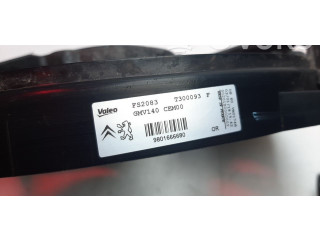 Valeo FS2083 T300093 F
GMV140 CEM00
9801666680 OK